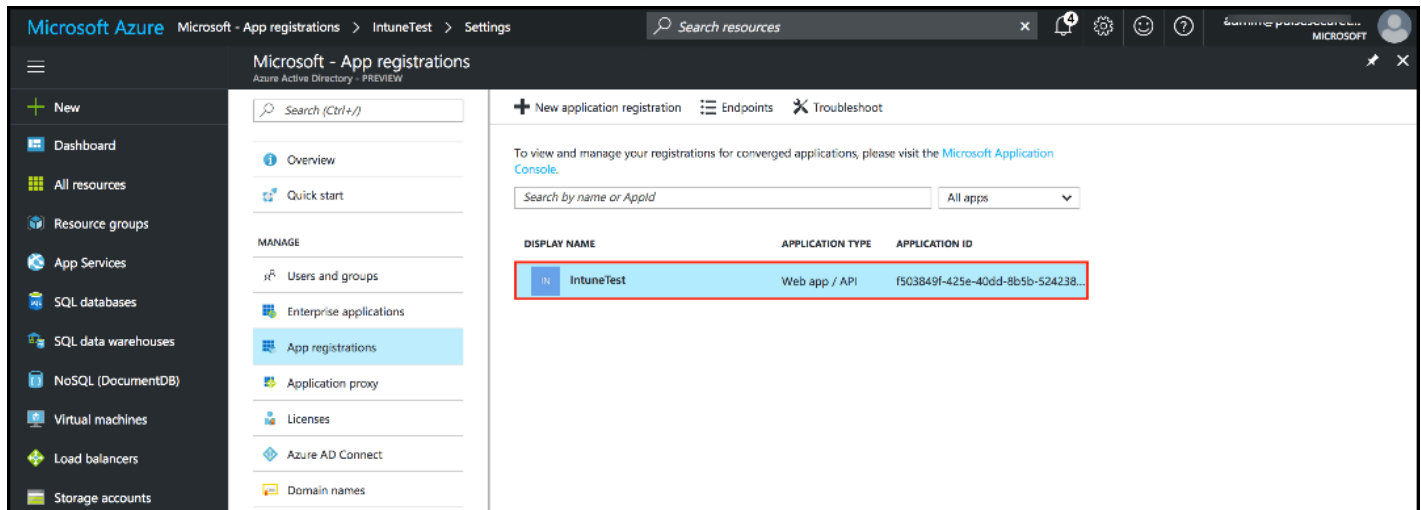 Microsoft Azure Microsoft - App registrations > IntuneTest > Settings
Search resources
4
MICROSOFT
Microsoft - App registrations
Azure Active Directory - PREVIEW
New
Dashboard
All resources
Resource groups
App Services
SQL databases
SQL data warehouses
NoSQL (DocumentDB)
Virtual machines
Load balancers
Storage accounts
Search (Ctrl+/)
Overview
Quick start
MANAGE
Users and groups
Enterprise applications
App registrations
Application proxy
Licenses
Azure AD Connect
Domain names
New application registration Endpoints Troubleshoot
To view and manage your registrations for converged applications, please visit the Microsoft Application
Console.
Search by name or AppId All apps
DISPLAY NAME APPLICATION TYPE APPLICATION ID
IN IntuneTest Web app / API f503849f-425e-40dd-8b5b-524238...